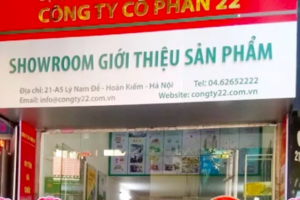 CÔNG TY CỔ PHẦN 22
SHOWROOM GIỚI THIỆU SẢN PHẨM
Địa chỉ: 21-A5 Lý Nam Đế - Hoàn Kiếm - Hà Nội
Tel: 04.62652222
Email: info@congty22.com.vn
Website: congty22.com.vn